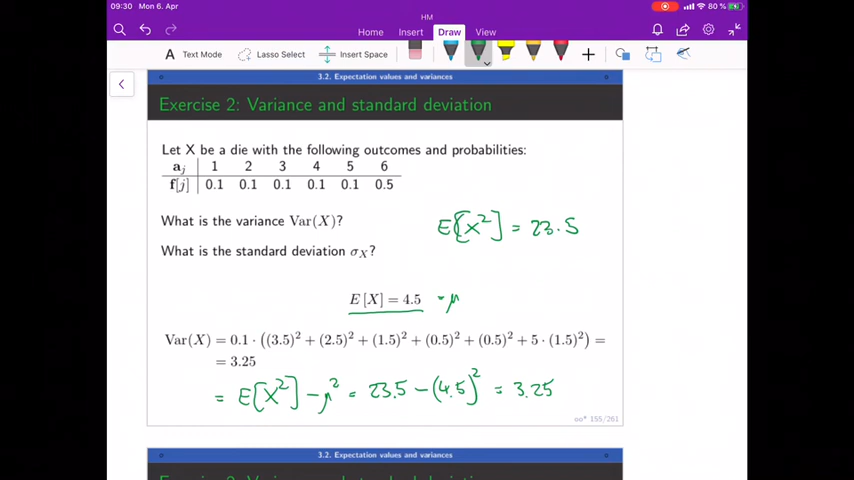 09:30 Mon 6. Apr
80 %
HM
Home Insert Draw View
Text Mode Lasso Select Insert Space
3.2. Expectation values and variances
Exercise 2: Variance and standard deviation
Let X be a die with the following outcomes and probabilities:
aⱼ 1 2 3 4 5 6
f[j] 0.1 0.1 0.1 0.1 0.1 0.5
What is the variance Var(X)?
E[X²] = 23.5
What is the standard deviation σ_X?
E [X] = 4.5 = μ
Var(X) = 0.1 · ((3.5)² + (2.5)² + (1.5)² + (0.5)² + (0.5)² + 5 · (1.5)²) =
= 3.25
= E[X²] − μ² = 23.5 − (4.5)² = 3.25
155/261
3.2. Expectation values and variances